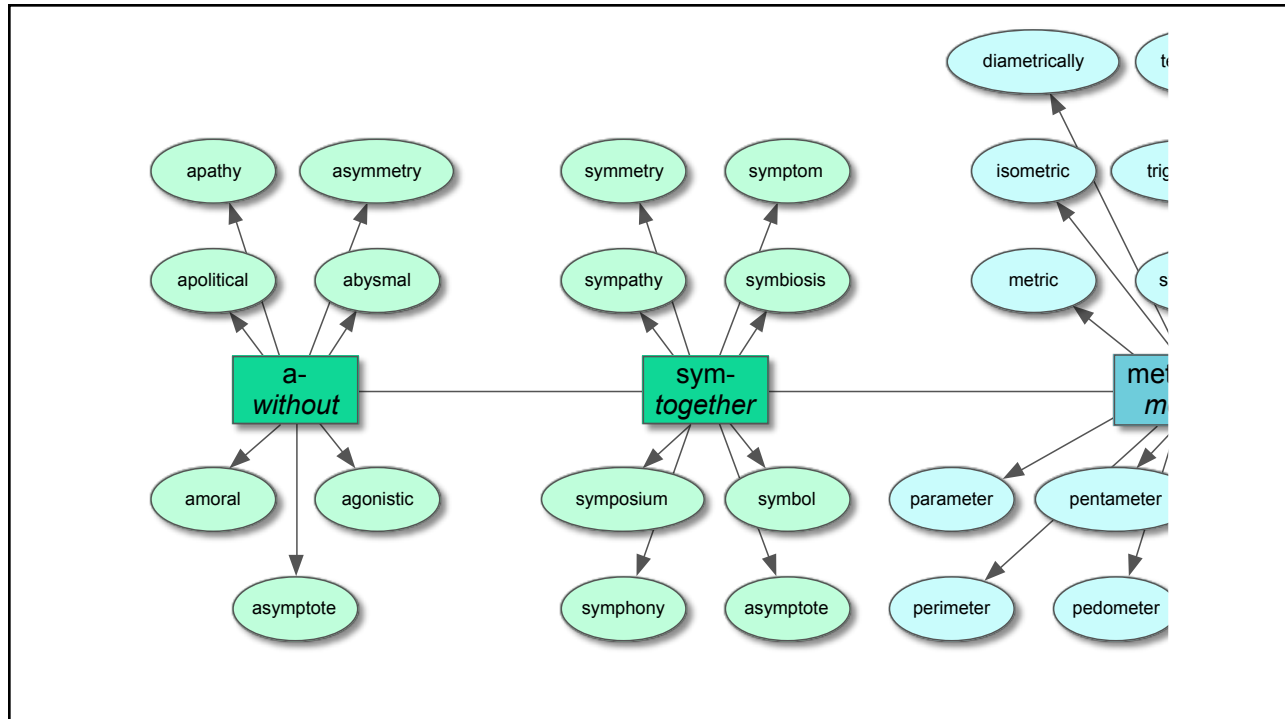 diametrically
apathy
asymmetry
symmetry
symptom
isometric
apolitical
abysmal
sympathy
symbiosis
metric
a-
without
sym-
together
amoral
agonistic
symposium
symbol
parameter
pentameter
asymptote
symphony
asymptote
perimeter
pedometer